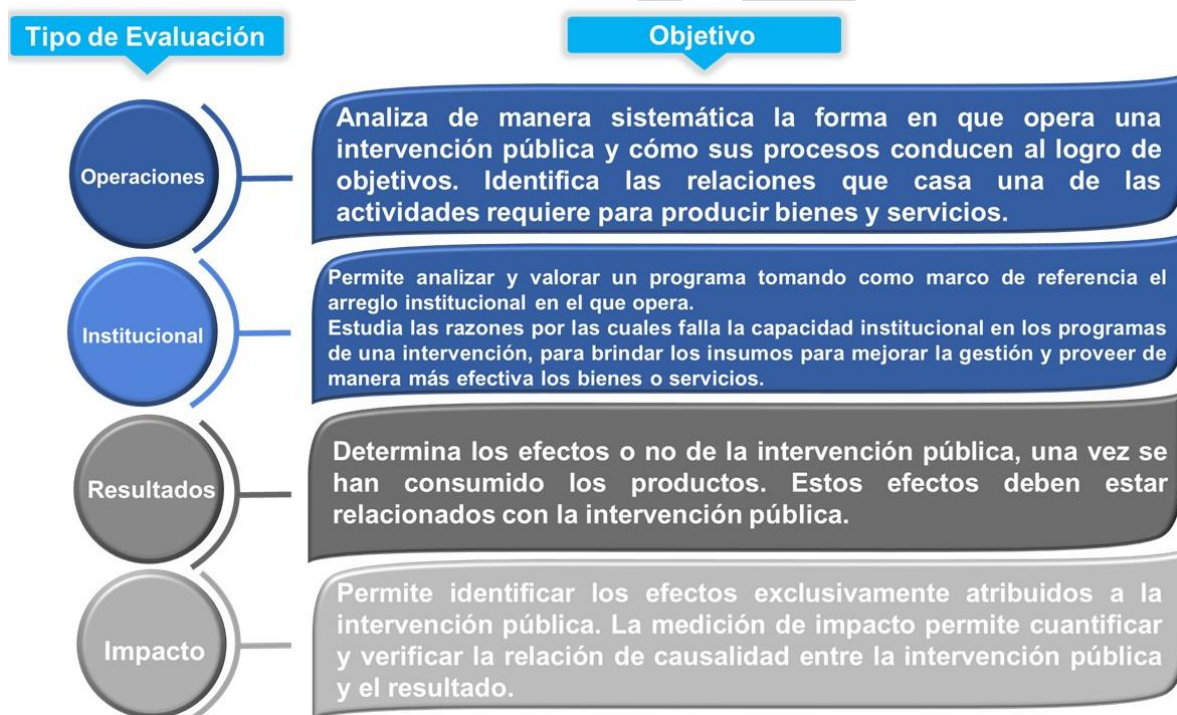 Tipo de Evaluación
Objetivo
Operaciones
Analiza de manera sistemática la forma en que opera una
intervención pública y cómo sus procesos conducen al logro de
objetivos. Identifica las relaciones que casa una de las
actividades requiere para producir bienes y servicios.
Institucional
Permite analizar y valorar un programa tomando como marco de referencia el
arreglo institucional en el que opera.
Estudia las razones por las cuales falla la capacidad institucional en los programas
de una intervención, para brindar los insumos para mejorar la gestión y proveer de
manera más efectiva los bienes o servicios.
Resultados
Determina los efectos o no de la intervención pública, una vez se
han consumido los productos. Estos efectos deben estar
relacionados con la intervención pública.
Impacto
Permite identificar los efectos exclusivamente atribuidos a la
intervención pública. La medición de impacto permite cuantificar
y verificar la relación de causalidad entre la intervención pública
y el resultado.